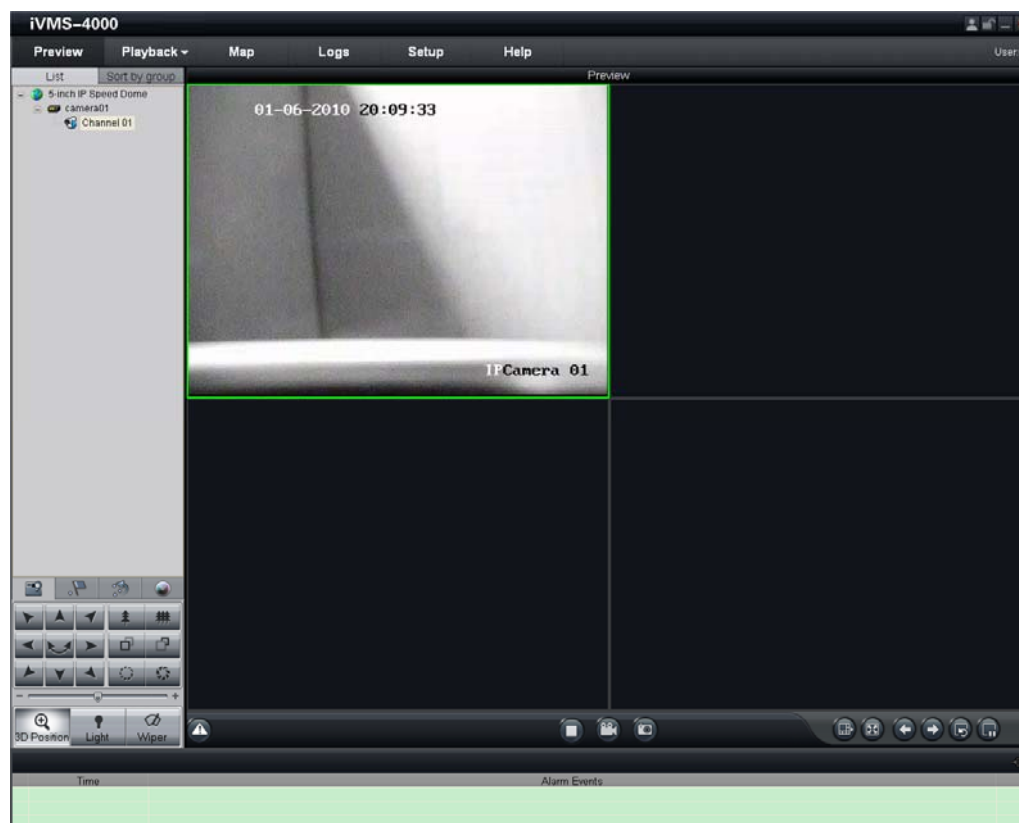 iVMS-4000
Preview Playback Map Logs Setup Help User
List Sort by group Preview
5-inch IP Speed Dome
camera01
Channel 01
01-06-2010 20:09:33
IPCamera 01
3D Position Light Wiper
Time Alarm Events